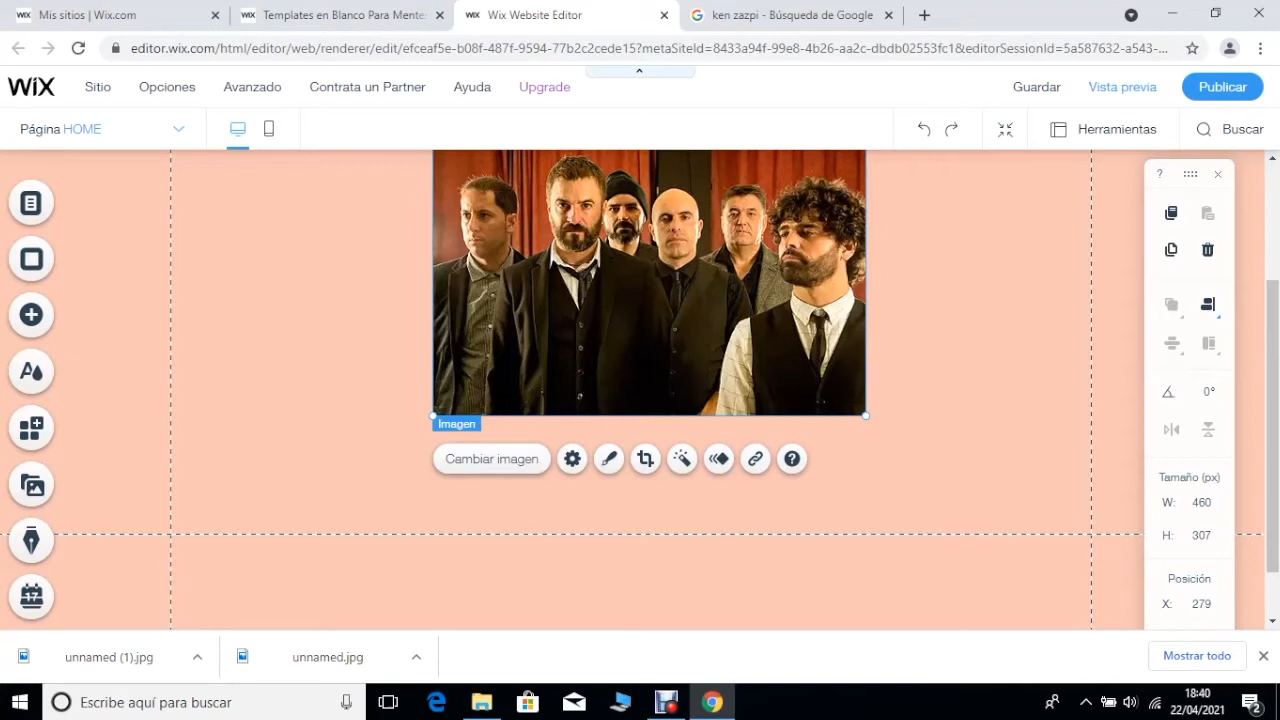 Mis sitios | Wix.com
Templates en Blanco Para Mente
Wix Website Editor
ken zazpi - Búsqueda de Google
editor.wix.com/html/editor/web/renderer/edit/efceaf5e-b08f-487f-9594-77b2c2cede15?metaSiteId=8433a94f-99e8-4b26-aa2c-dbdb02553fc1&editorSessionId=5a587632-a543-...
WiX
Sitio
Opciones
Avanzado
Contrata un Partner
Ayuda
Upgrade
Guardar
Vista previa
Publicar
Página HOME
Herramientas
Buscar
?
0°
Imagen
Cambiar imagen
?
Tamaño (px)
W: 460
H: 307
Posición
X: 279
17
unnamed (1).jpg
unnamed.jpg
Mostrar todo
Escribe aquí para buscar
18:40
22/04/2021
2